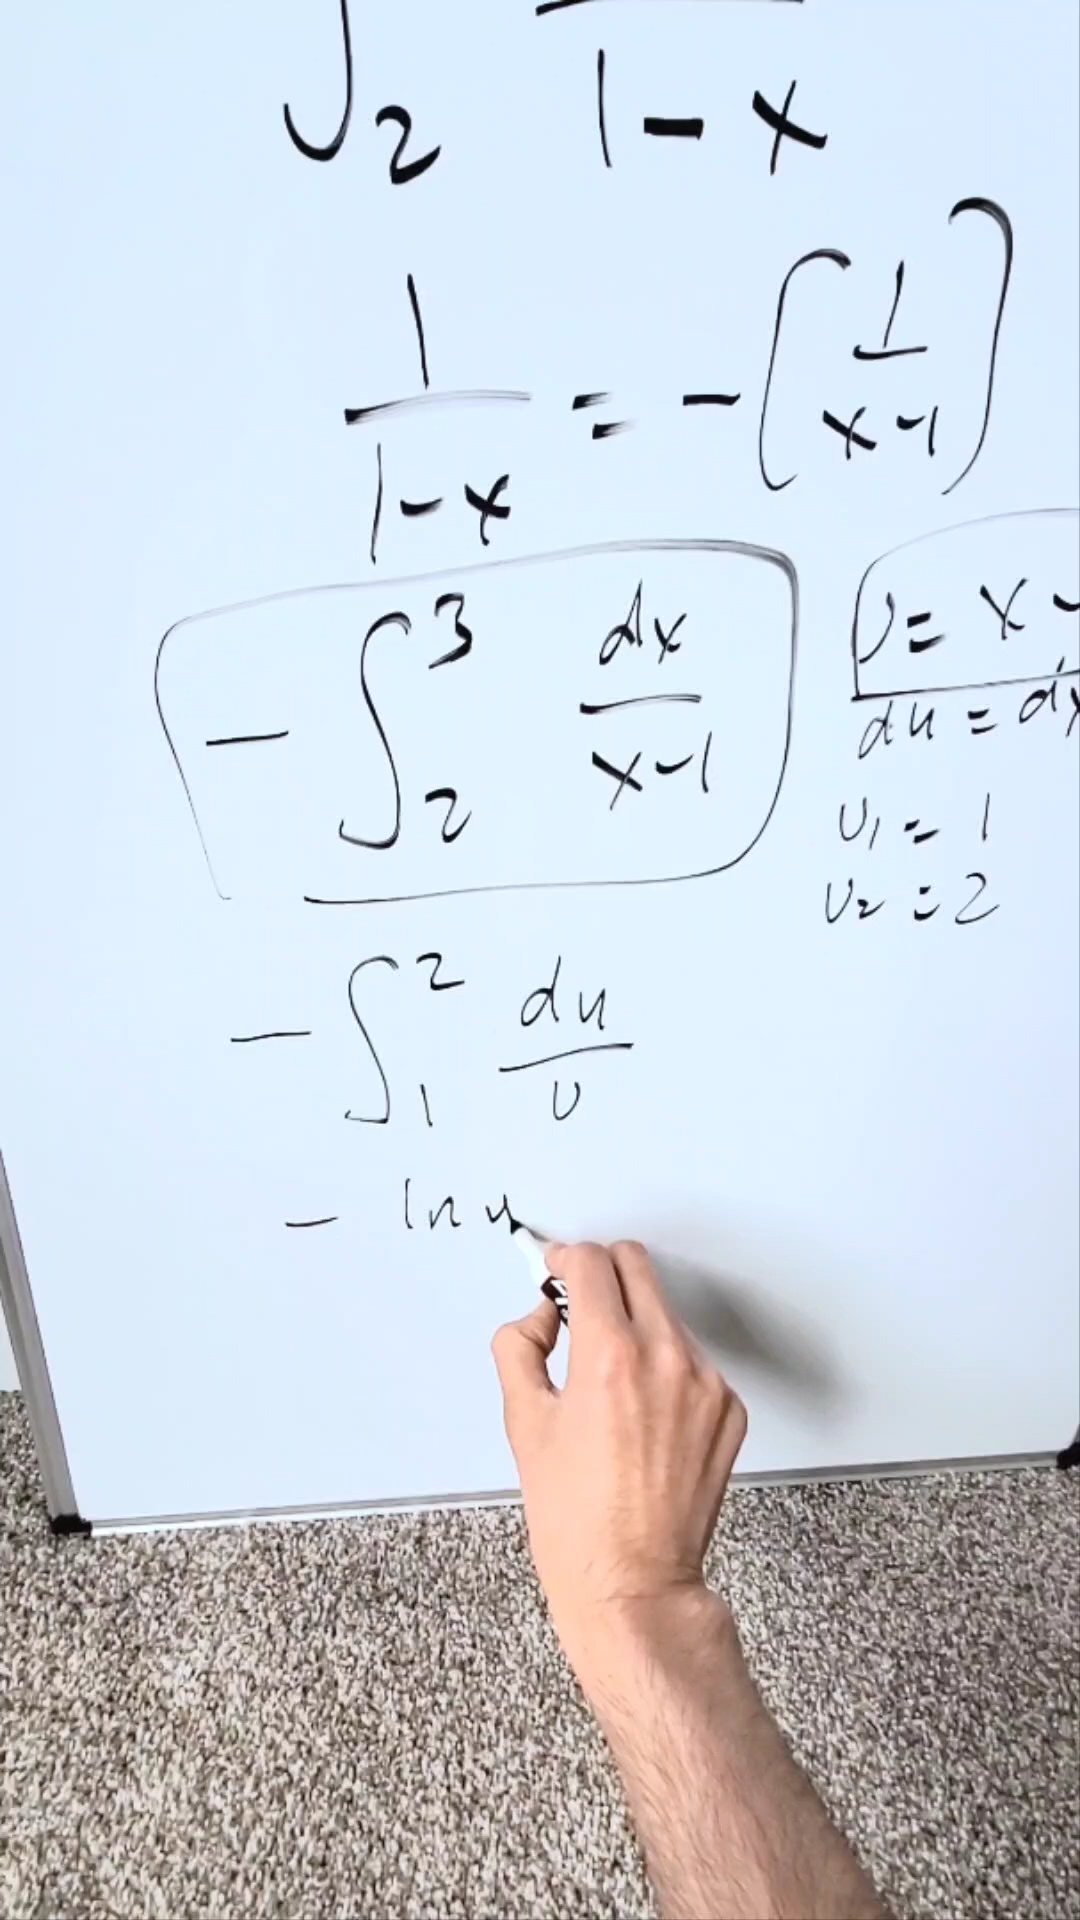 ∫ 2 1-x
1/(1-x) = -(1/(x-1))
-∫₂³ dx/(x-1)
U = x-
du = dx
U₁ = 1
U₂ = 2
-∫₁² du/U
- ln u